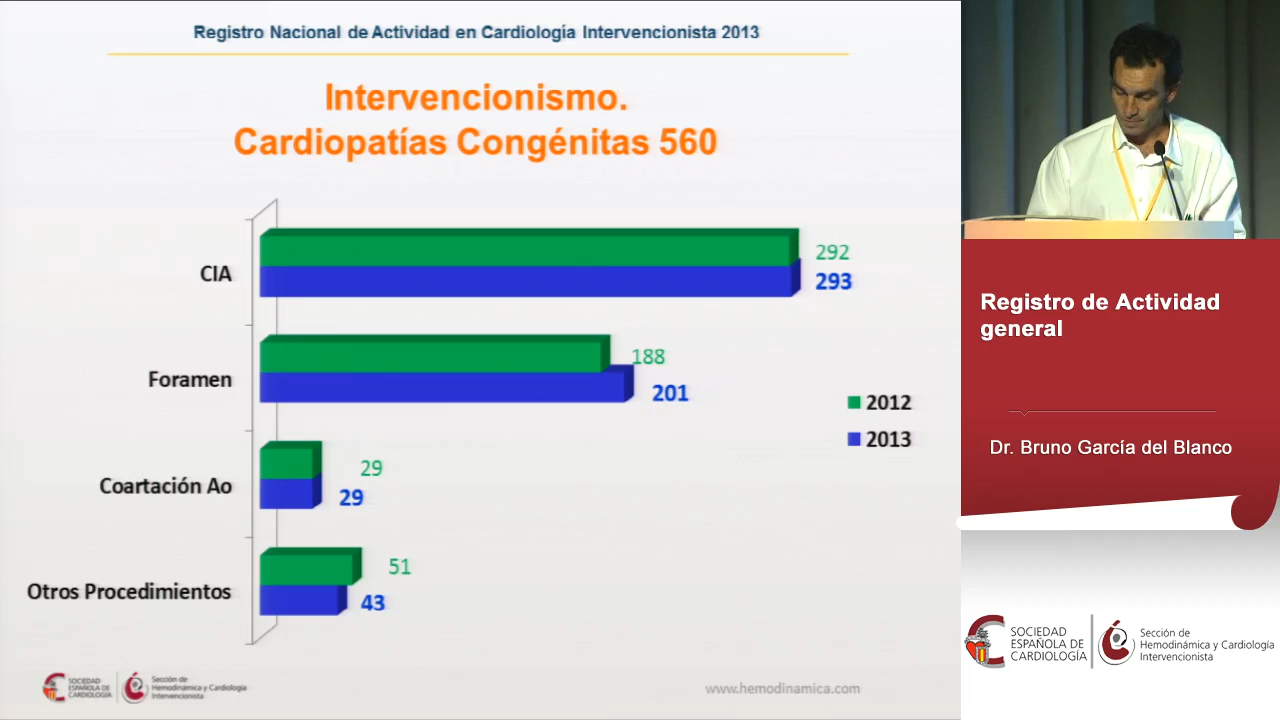 Registro Nacional de Actividad en Cardiología Intervencionista 2013
Intervencionismo.
Cardiopatías Congénitas 560
CIA
292
293
Foramen
188
201
Coartación Ao
29
29
Otros Procedimientos
51
43
2012
2013
SOCIEDAD
ESPAÑOLA DE
CARDIOLOGÍA
Sección de
Hemodinámica y Cardiología
Intervencionista
www.hemodinamica.com
Registro de Actividad
general
Dr. Bruno García del Blanco
SOCIEDAD
ESPAÑOLA DE
CARDIOLOGÍA
Sección de
Hemodinámica y Cardiología
Intervencionista